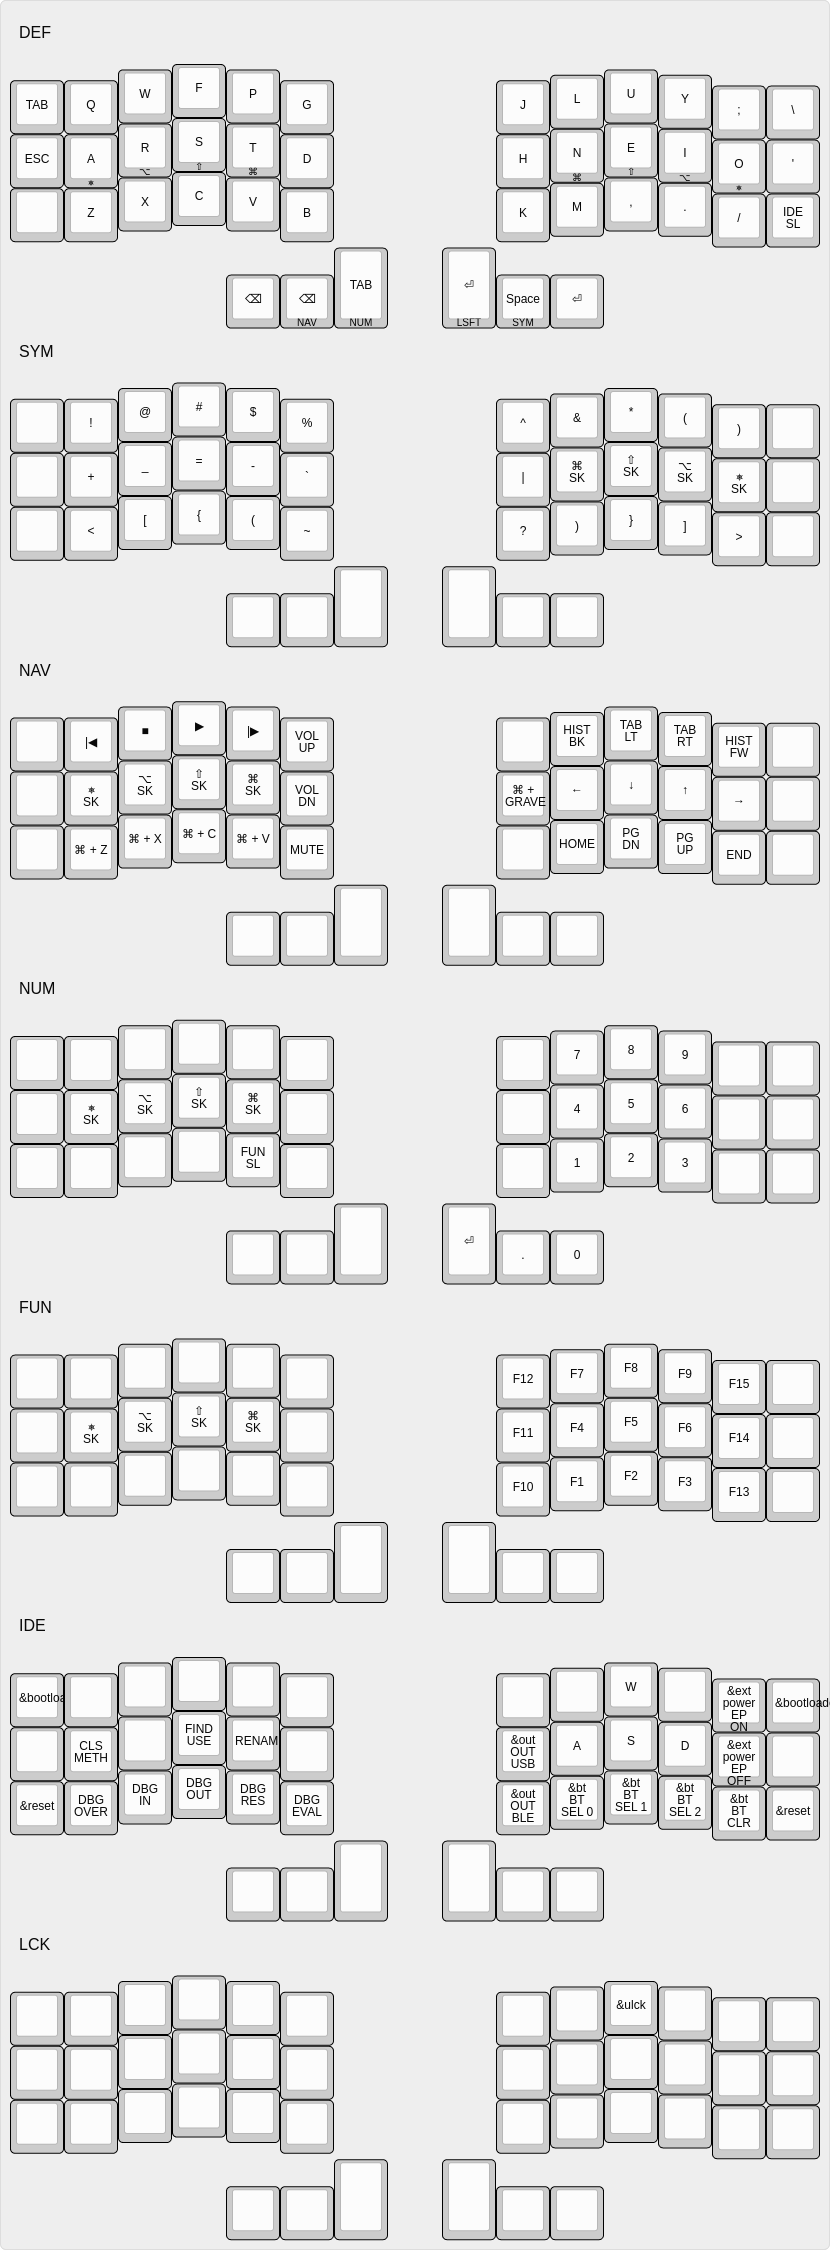 DEF
TAB Q W F P G J L U Y ; \
ESC A R S T D H N E I O '
⎈ ⌥ ⇧ ⌘ ⌘ ⇧ ⌥ ⎈
Z X C V B K M , . / IDE SL
⌫ ⌫ TAB ⏎ Space ⏎
NAV NUM LSFT SYM
SYM
! @ # $ % ^ & * ( )
+ _ = - ` | ⌘ SK ⇧ SK ⌥ SK ⎈ SK
< [ { ( ~ ? ) } ] >
NAV
|◀ ■ ▶ |▶ VOL UP HIST BK TAB LT TAB RT HIST FW
⎈ SK ⌥ SK ⇧ SK ⌘ SK VOL DN ⌘ + GRAVE ← ↓ ↑ →
⌘ + Z ⌘ + X ⌘ + C ⌘ + V MUTE HOME PG DN PG UP END
NUM
7 8 9
⎈ SK ⌥ SK ⇧ SK ⌘ SK 4 5 6
FUN SL 1 2 3
⏎ . 0
FUN
F12 F7 F8 F9 F15
⎈ SK ⌥ SK ⇧ SK ⌘ SK F11 F4 F5 F6 F14
F10 F1 F2 F3 F13
IDE
&bootloa W &ext power EP ON &bootloade
CLS METH FIND USE RENAM &out OUT USB A S D &ext power EP OFF
&reset DBG OVER DBG IN DBG OUT DBG RES DBG EVAL &out OUT BLE &bt BT SEL 0 &bt BT SEL 1 &bt BT SEL 2 &bt BT CLR &reset
LCK
&ulck